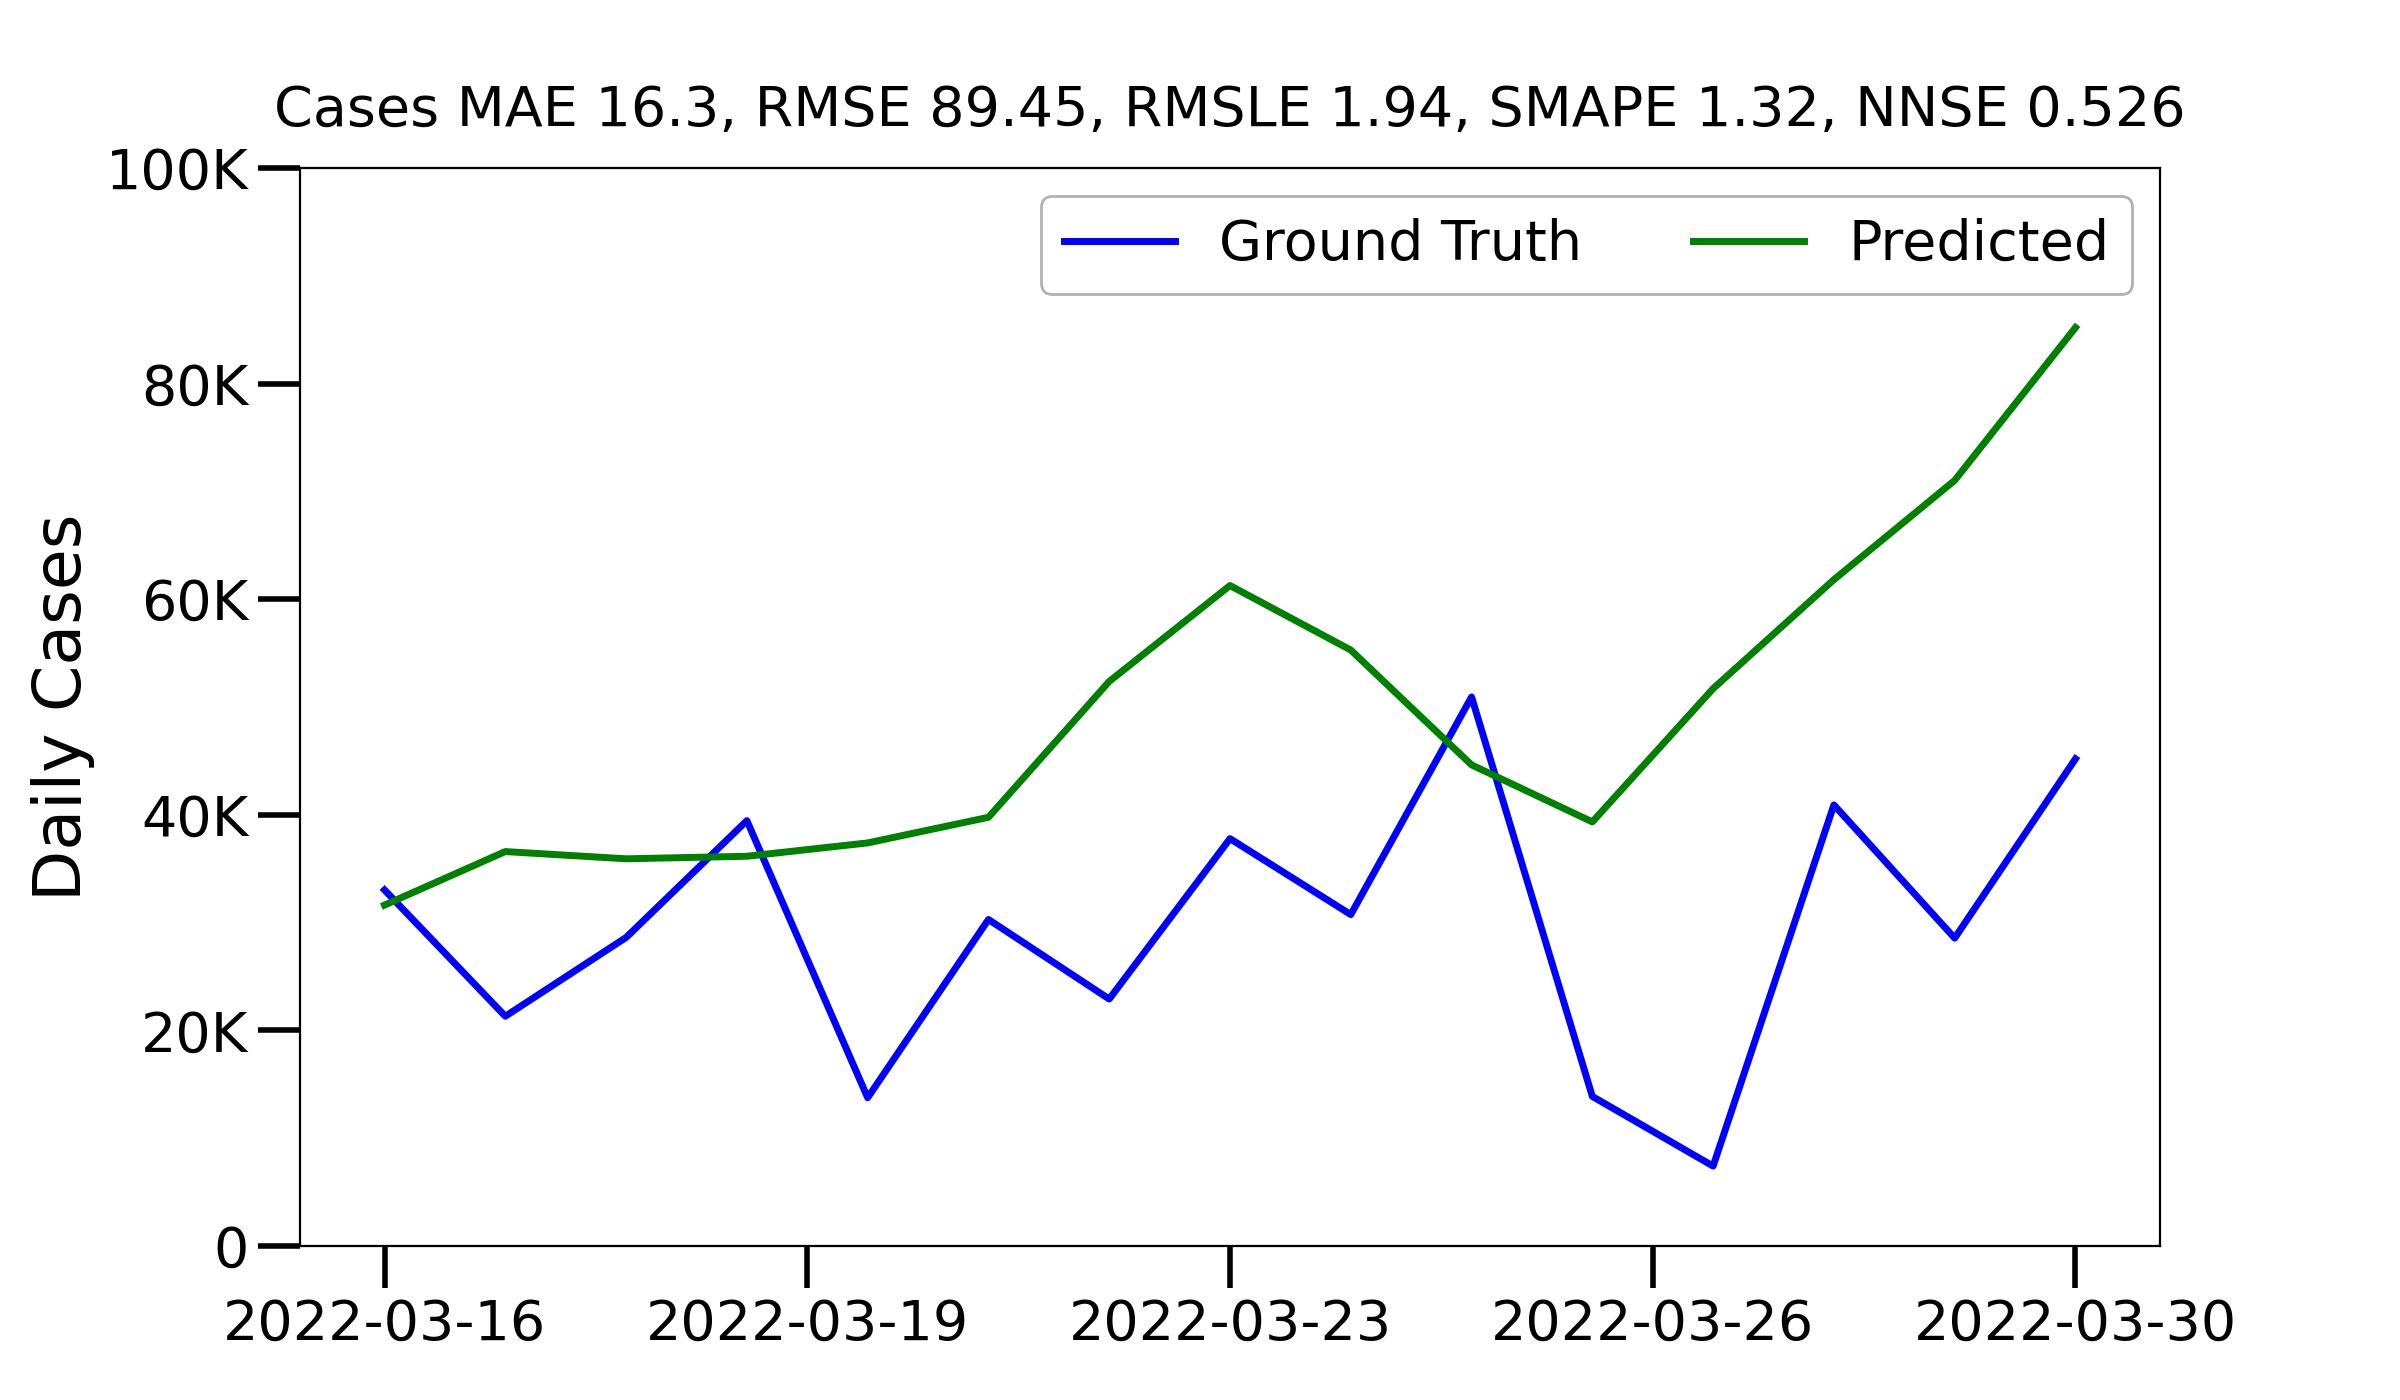 Cases MAE 16.3, RMSE 89.45, RMSLE 1.94, SMAPE 1.32, NNSE 0.526
100K
Ground Truth Predicted
80K
60K
Daily Cases
40K
20K
0
2022-03-16 2022-03-19 2022-03-23 2022-03-26 2022-03-30